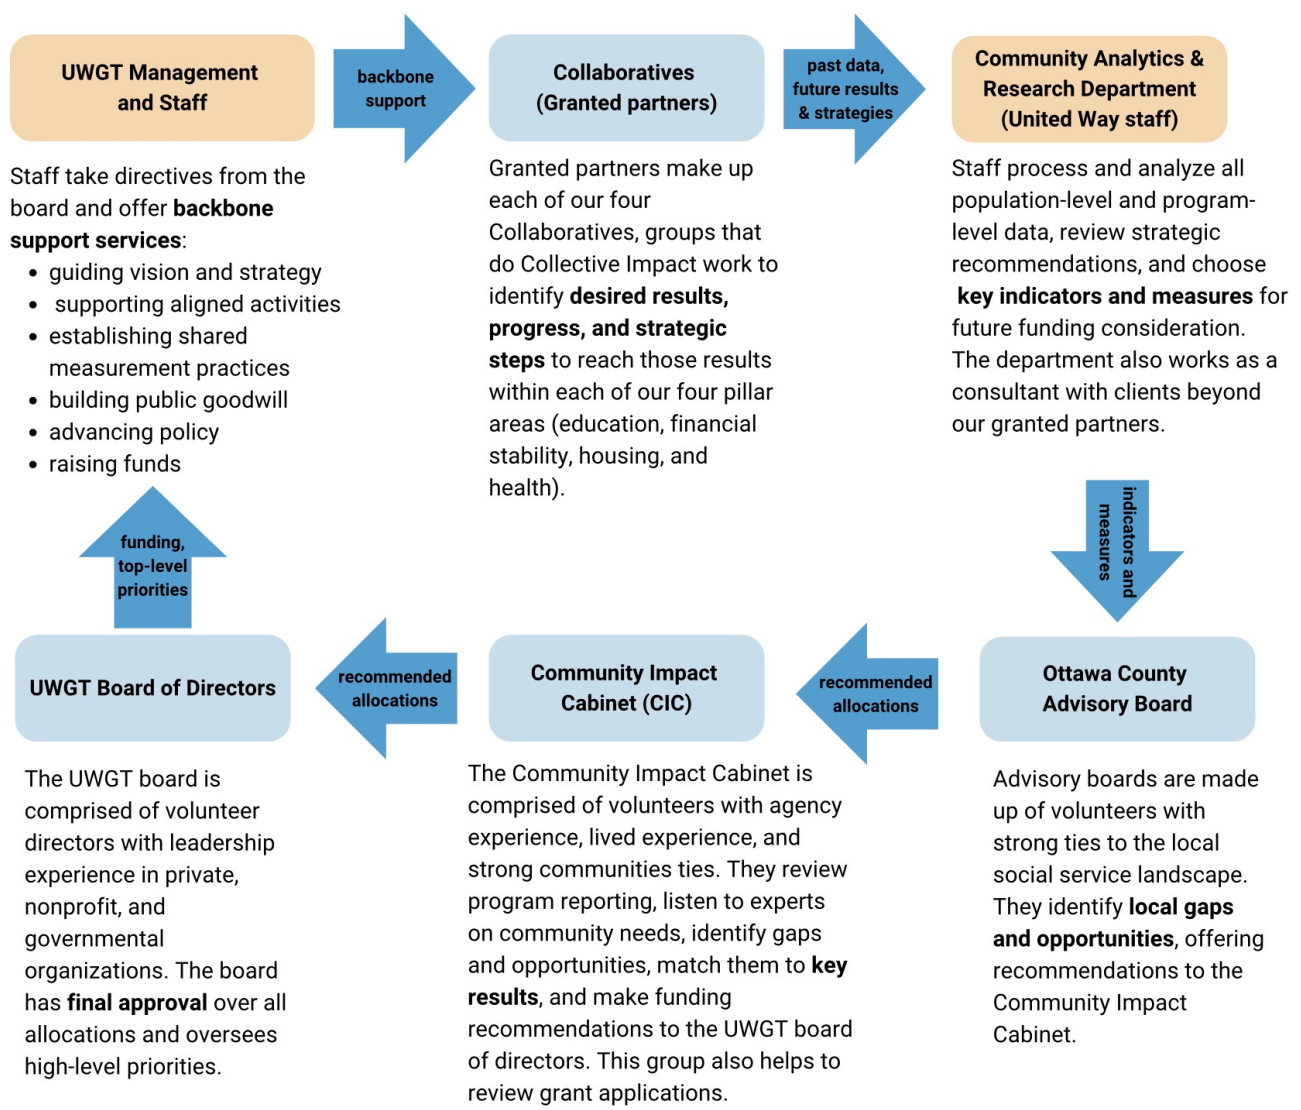 UWGT Management
and Staff
backbone
support
Collaboratives
(Granted partners)
past data,
future results
& strategies
Community Analytics &
Research Department
(United Way staff)
Staff take directives from the
board and offer backbone
support services:
• guiding vision and strategy
• supporting aligned activities
• establishing shared
measurement practices
• building public goodwill
• advancing policy
• raising funds
Granted partners make up
each of our four
Collaboratives, groups that
do Collective Impact work to
identify desired results,
progress, and strategic
steps to reach those results
within each of our four pillar
areas (education, financial
stability, housing, and
health).
Staff process and analyze all
population-level and program-
level data, review strategic
recommendations, and choose
key indicators and measures for
future funding consideration.
The department also works as a
consultant with clients beyond
our granted partners.
indicators and
measures
Ottawa County
Advisory Board
recommended
allocations
Community Impact
Cabinet (CIC)
recommended
allocations
UWGT Board of Directors
funding,
top-level
priorities
Advisory boards are made
up of volunteers with
strong ties to the local
social service landscape.
They identify local gaps
and opportunities, offering
recommendations to the
Community Impact
Cabinet.
The Community Impact Cabinet is
comprised of volunteers with agency
experience, lived experience, and
strong communities ties. They review
program reporting, listen to experts
on community needs, identify gaps
and opportunities, match them to key
results, and make funding
recommendations to the UWGT board
of directors. This group also helps to
review grant applications.
The UWGT board is
comprised of volunteer
directors with leadership
experience in private,
nonprofit, and
governmental
organizations. The board
has final approval over all
allocations and oversees
high-level priorities.